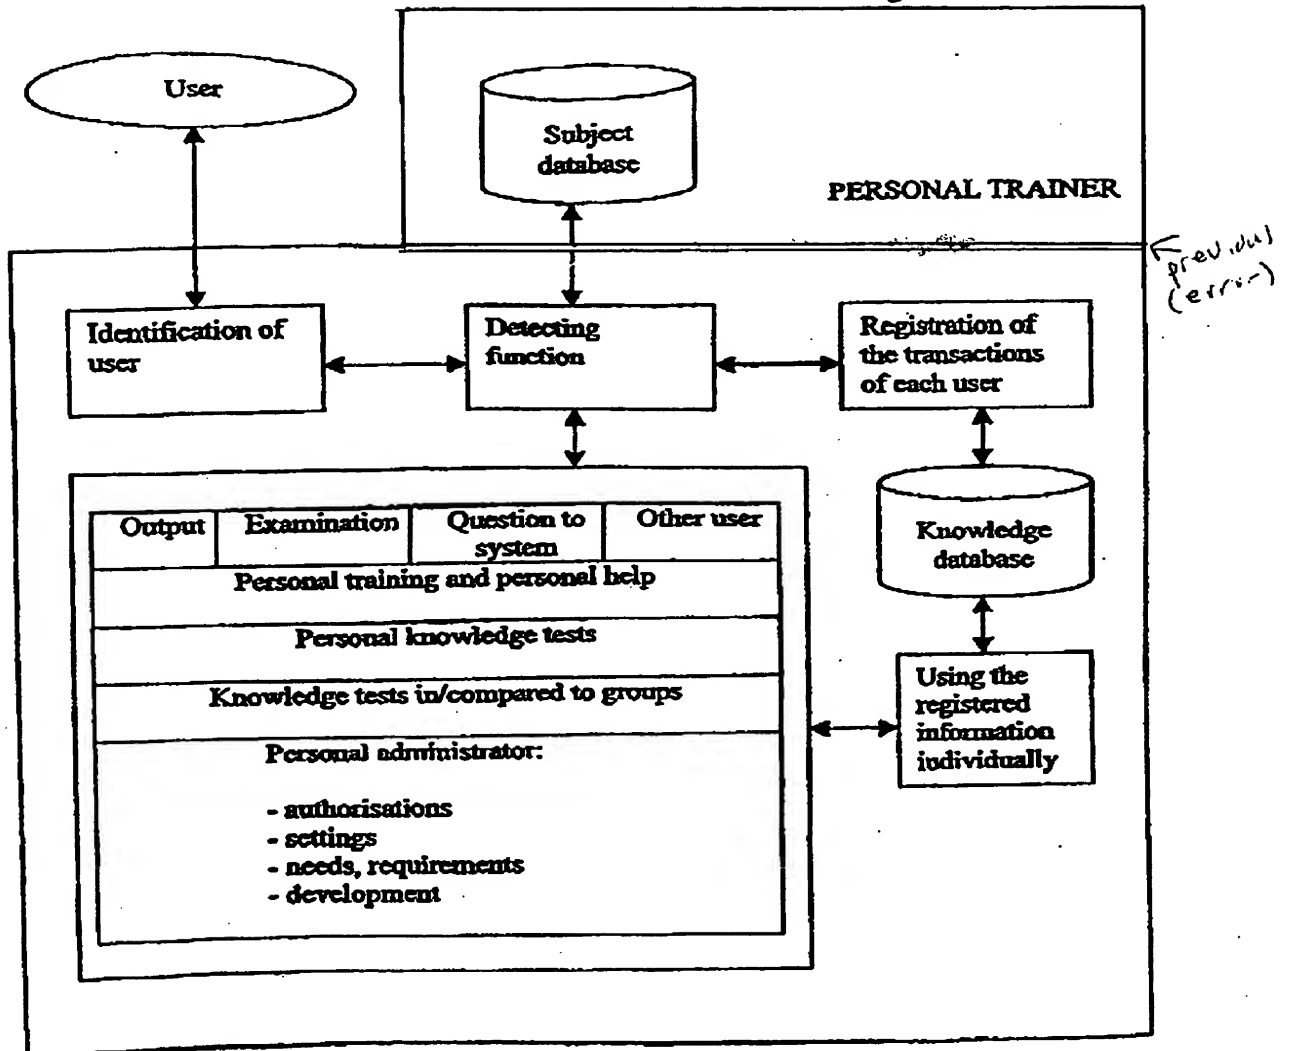 User
Subject
database
PERSONAL TRAINER
previous
(error)
Identification of
user
Detecting
function
Registration of
the transactions
of each user
Output
Examination
Question to
system
Other user
Personal training and personal help
Personal knowledge tests
Knowledge tests in/compared to groups
Personal administrator:
- authorisations
- settings
- needs, requirements
- development
Knowledge
database
Using the
registered
information
individually